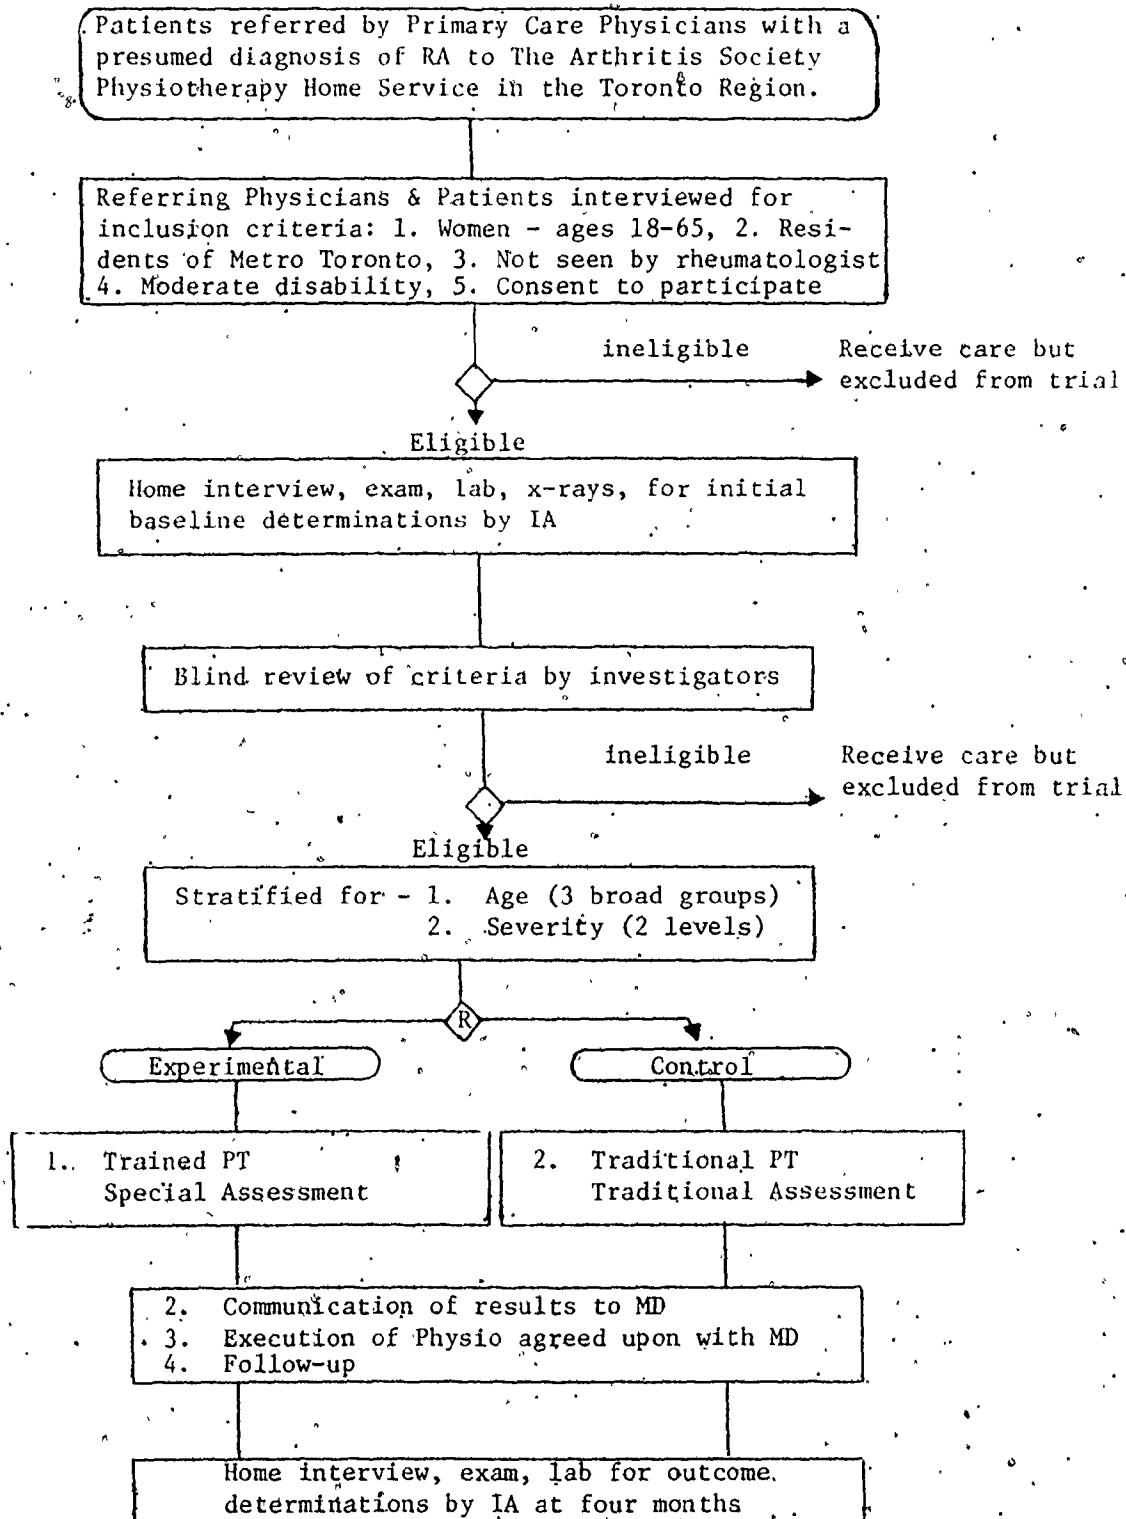 Patients referred by Primary Care Physicians with a
presumed diagnosis of RA to The Arthritis Society
Physiotherapy Home Service in the Toronto Region.
Referring Physicians & Patients interviewed for
inclusion criteria: 1. Women - ages 18-65, 2. Resi-
dents of Metro Toronto, 3. Not seen by rheumatologist
4. Moderate disability, 5. Consent to participate
ineligible
Receive care but
excluded from trial
Eligible
Home interview, exam, lab, x-rays, for initial
baseline determinations by IA
Blind review of criteria by investigators
ineligible
Receive care but
excluded from trial
Eligible
Stratified for - 1. Age (3 broad groups)
2. Severity (2 levels)
R
Experimental
Control
1. Trained PT
Special Assessment
2. Traditional PT
Traditional Assessment
2. Communication of results to MD
3. Execution of Physio agreed upon with MD
4. Follow-up
Home interview, exam, lab for outcome
determinations by IA at four months